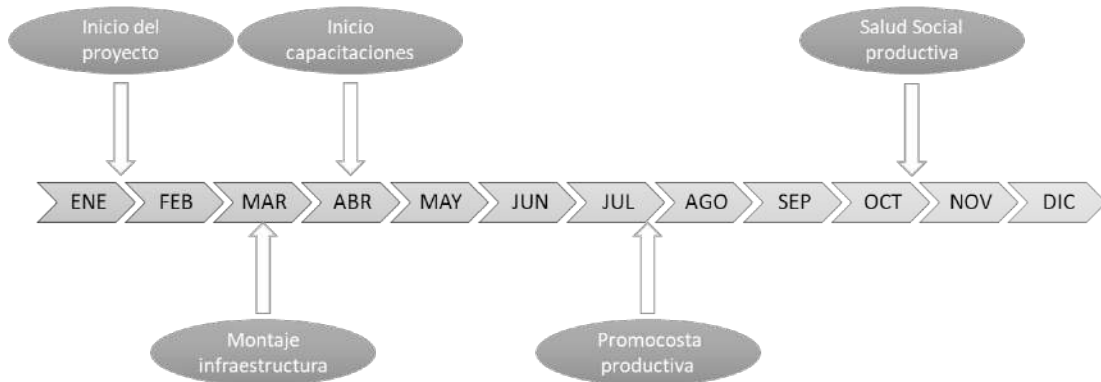 Inicio del
proyecto
Inicio
capacitaciones
Salud Social
productiva
ENE FEB MAR ABR MAY JUN JUL AGO SEP OCT NOV DIC
Montaje
infraestructura
Promocosta
productiva